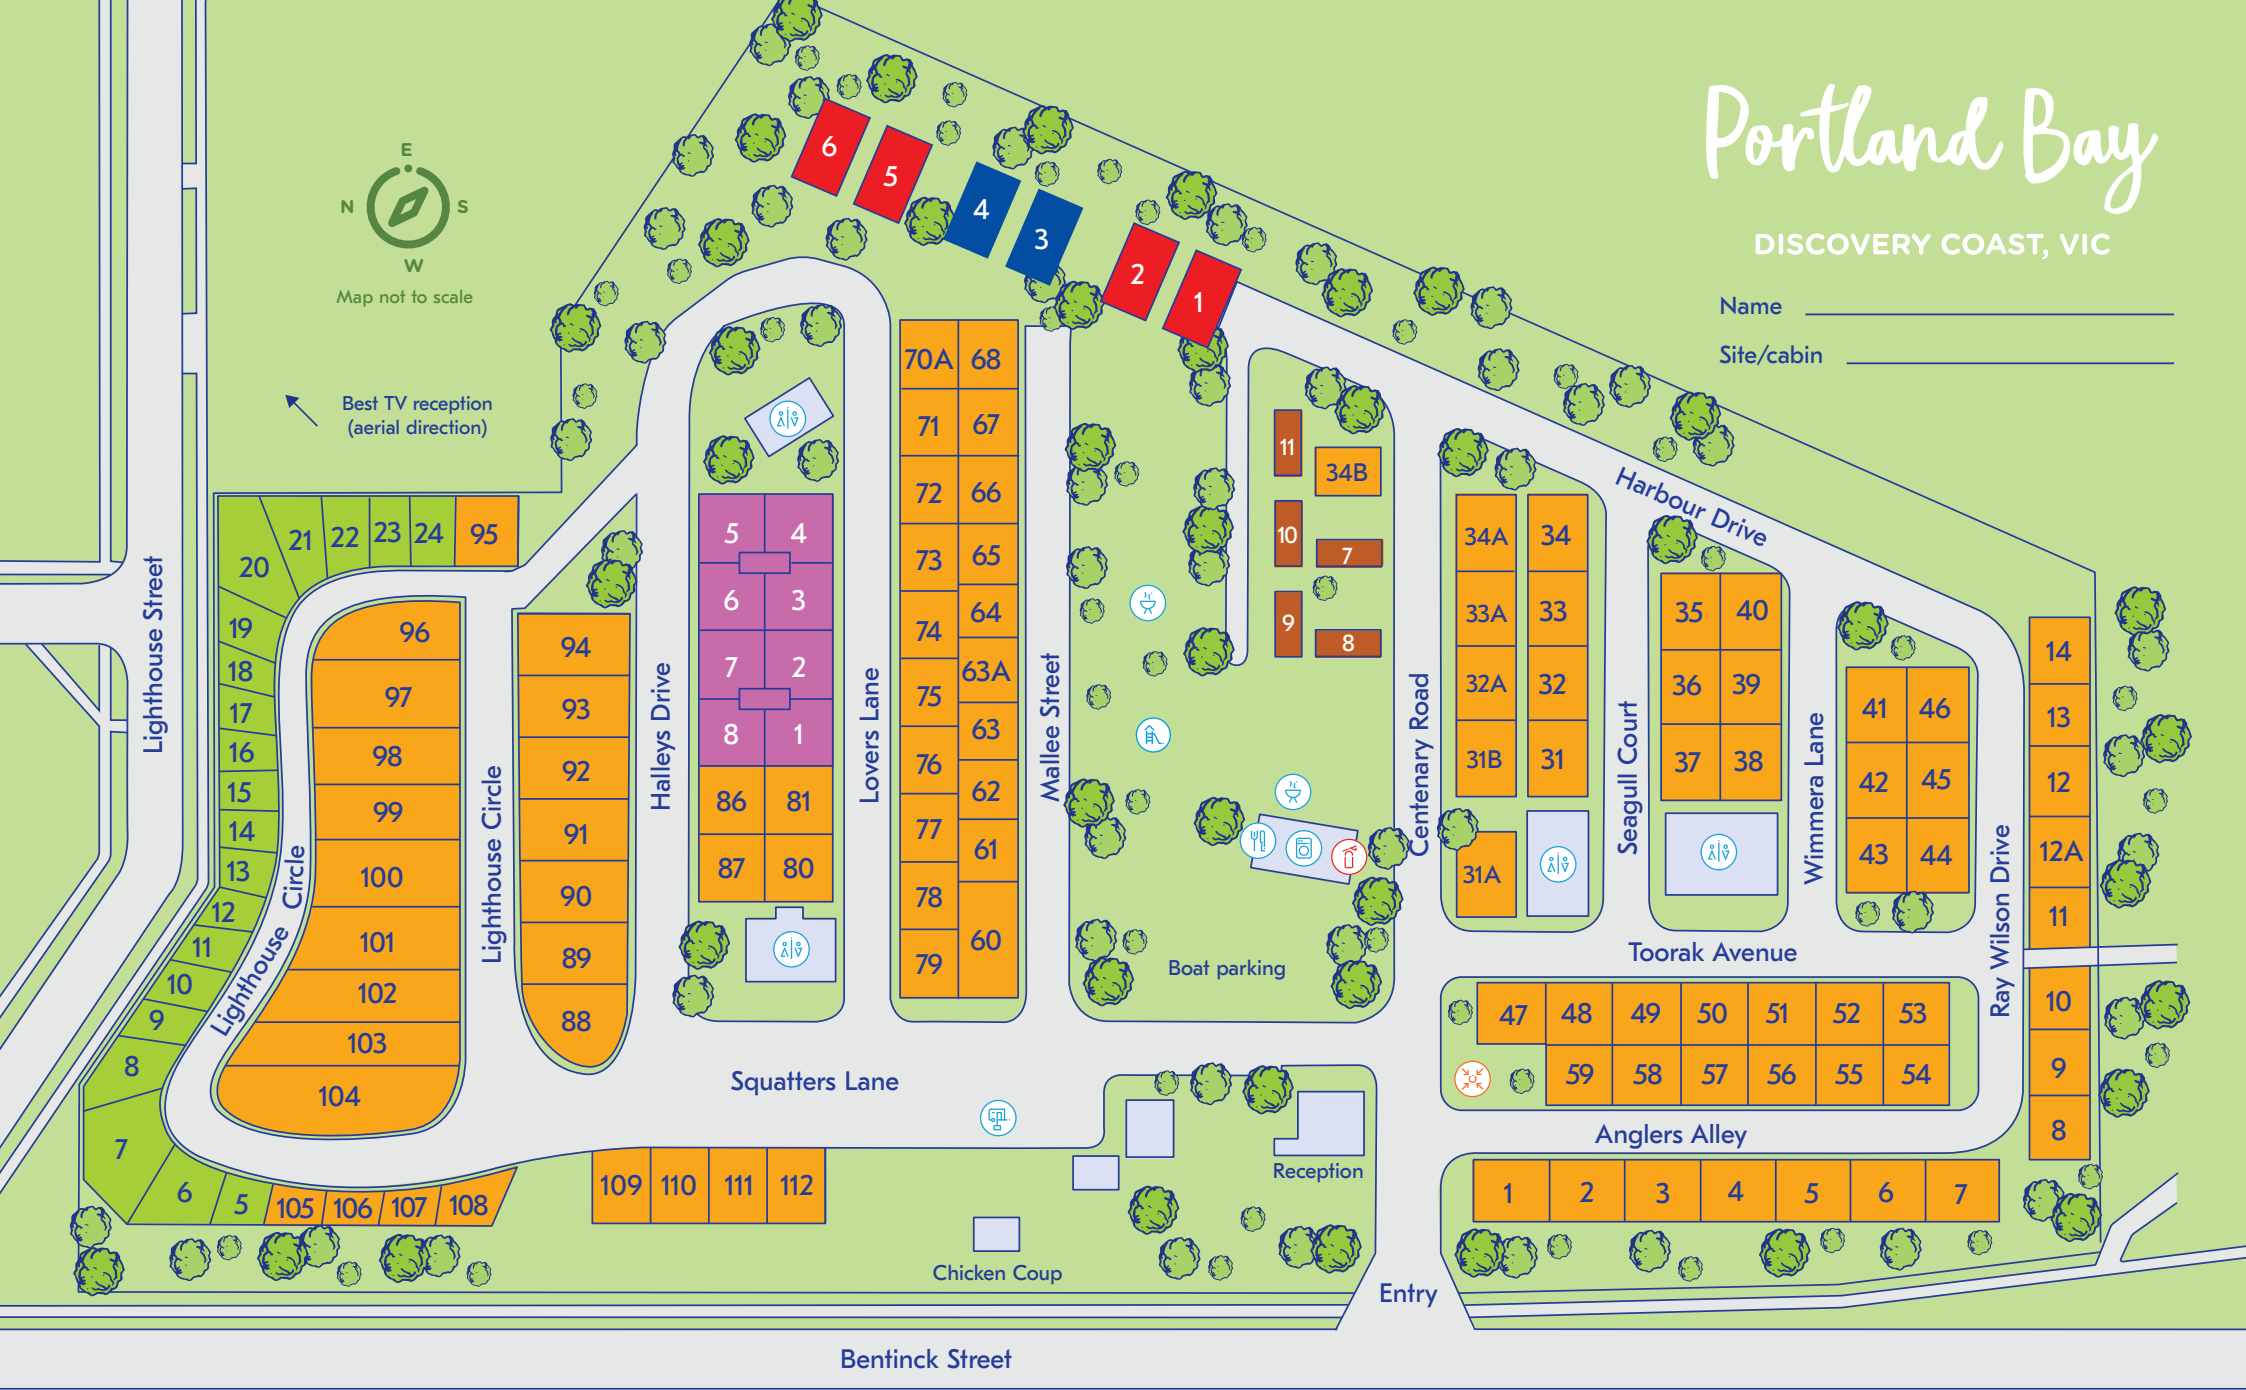 Portland Bay
DISCOVERY COAST, VIC
Name
Site/cabin
E
N S
W
Map not to scale
Best TV reception
(aerial direction)
6
5
4
3
2
1
Lighthouse Street
Lighthouse Circle
Lighthouse Circle
Halleys Drive
Lovers Lane
Mallee Street
Centenary Road
Seagull Court
Wimmera Lane
Ray Wilson Drive
Harbour Drive
Toorak Avenue
Anglers Alley
Squatters Lane
Bentinck Street
Entry
Reception
Chicken Coup
Boat parking
20
21
22
23
24
95
19
18
17
16
15
14
13
12
11
10
9
8
7
6
5
105
106
107
108
109
110
111
112
96
97
98
99
100
101
102
103
104
94
93
92
91
90
89
88
5 4
6 3
7 2
8 1
86 81
87 80
70A 68
71 67
72 66
73 65
74 64
75 63A
76 63
77 62
78 61
79 60
11
34B
10
7
9
8
34A 34
33A 33
32A 32
31B 31
31A
35 40
36 39
37 38
41 46
42 45
43 44
14
13
12
12A
11
10
9
8
47 48 49 50 51 52 53
59 58 57 56 55 54
1 2 3 4 5 6 7